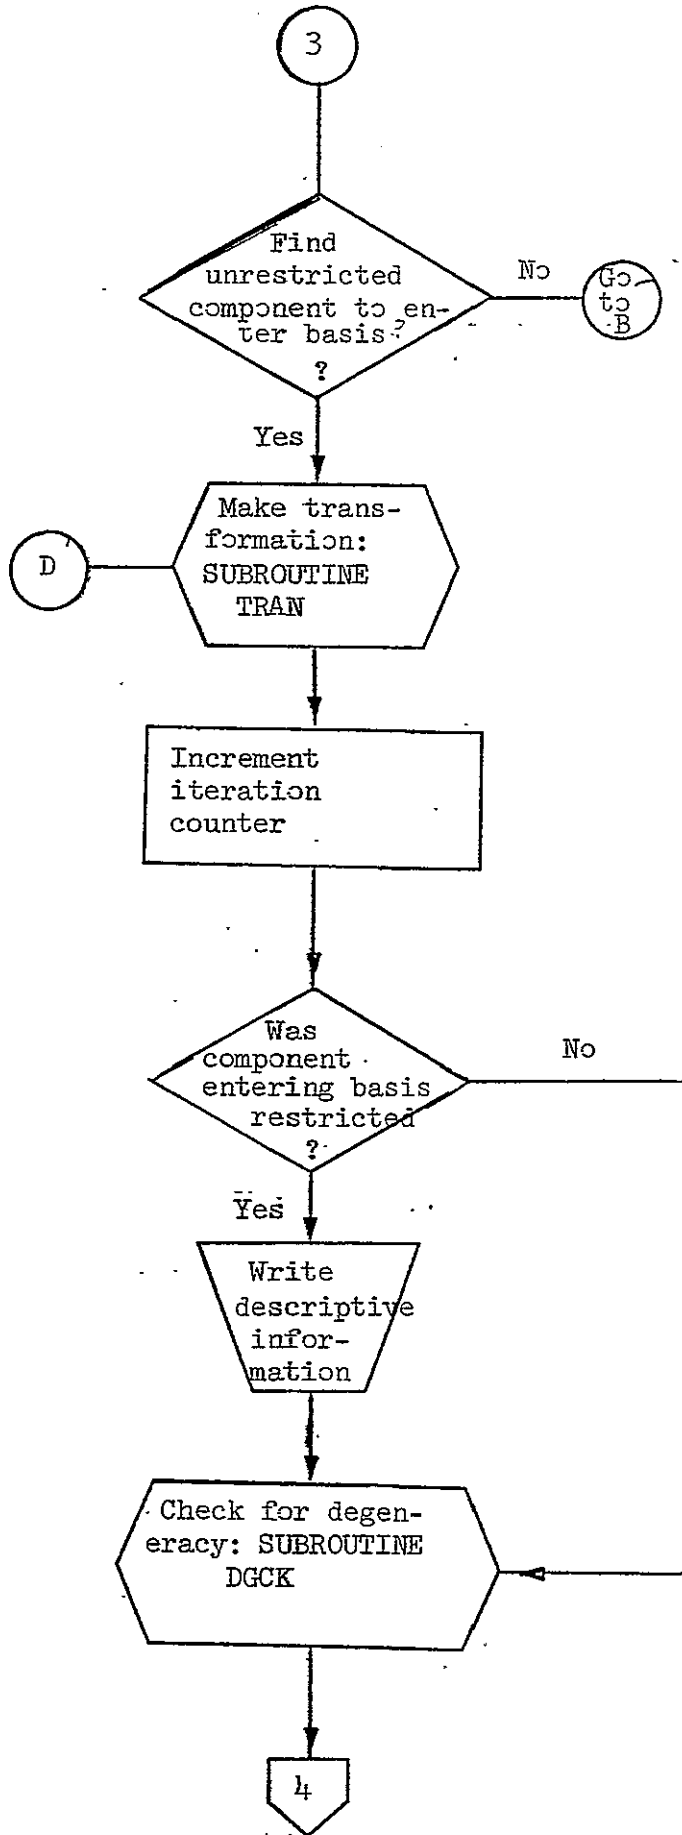 3
Find
unrestricted
component to en-
ter basis?
?
No
Go
to
B
Yes
Make trans-
formation:
SUBROUTINE
TRAN
D
Increment
iteration
counter
Was
component
entering basis
restricted
?
No
Yes
Write
descriptive
infor-
mation
Check for degen-
eracy: SUBROUTINE
DGCK
4